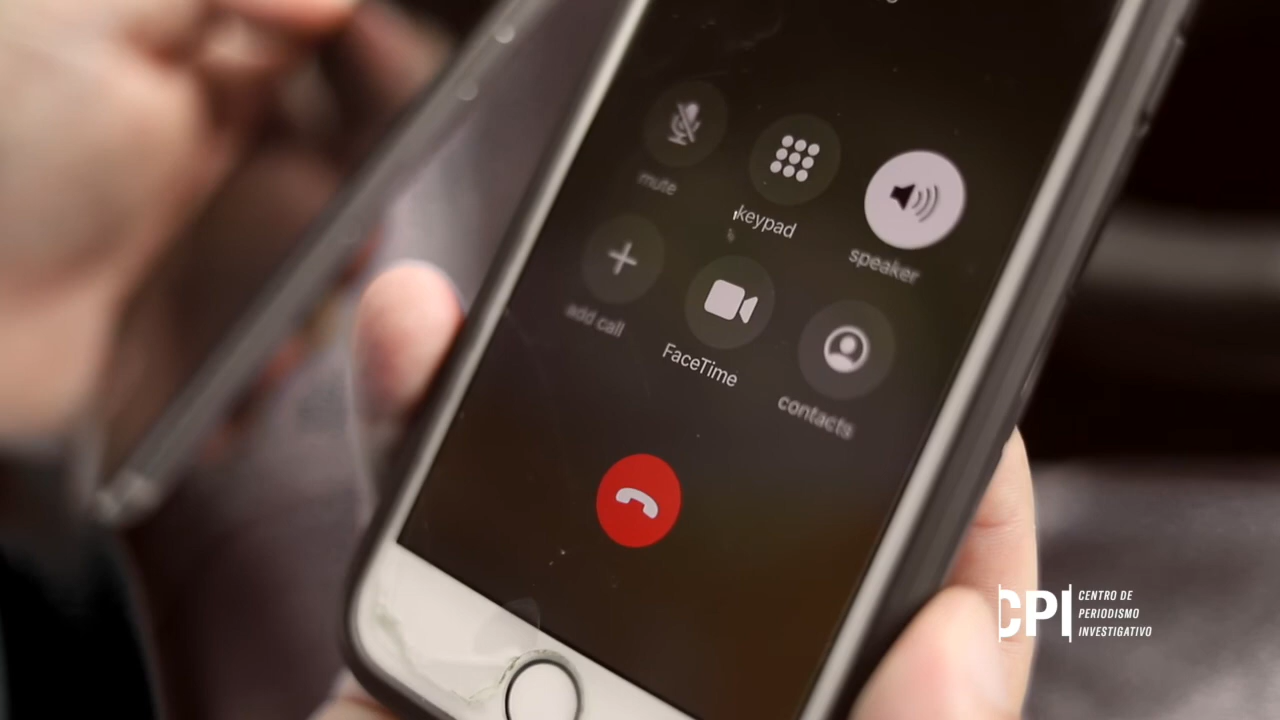 mute
keypad
speaker
add call
FaceTime
contacts
CPI
CENTRO DE
PERIODISMO
INVESTIGATIVO